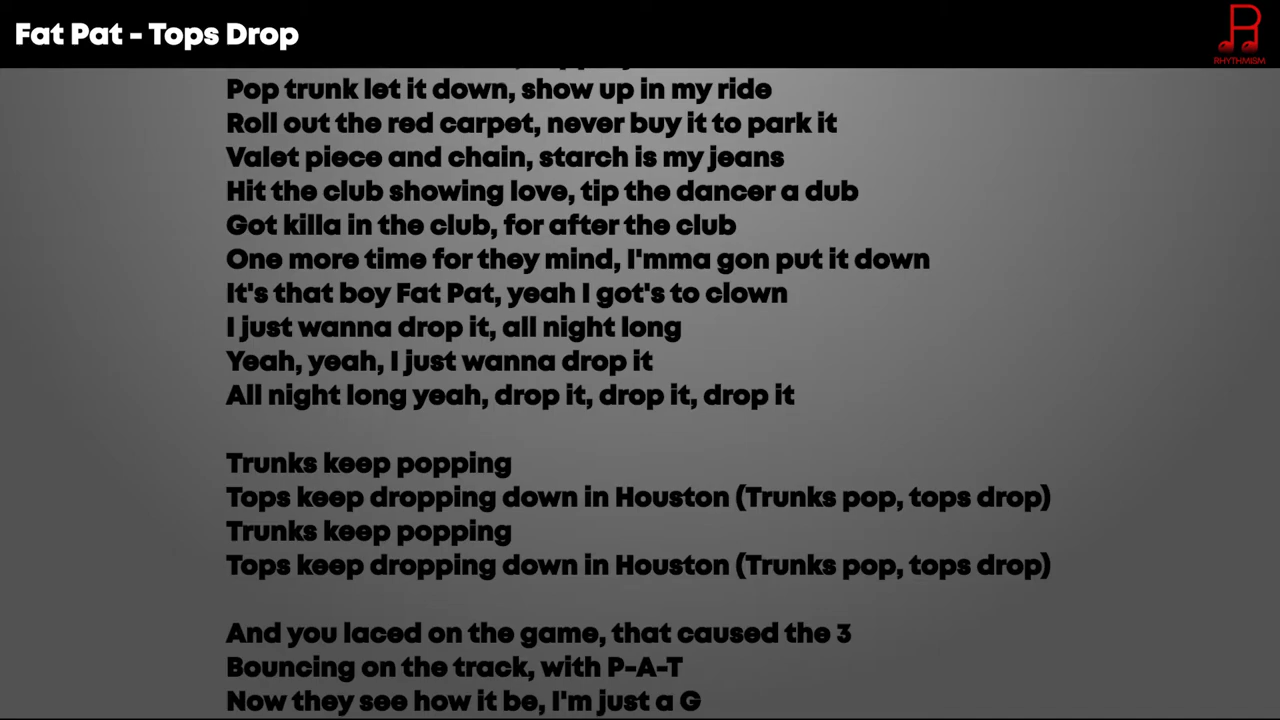 Fat Pat - Tops Drop
RHYTHMISM
Pop trunk let it down, show up in my ride
Roll out the red carpet, never buy it to park it
Valet piece and chain, starch is my jeans
Hit the club showing love, tip the dancer a dub
Got killa in the club, for after the club
One more time for they mind, I'mma gon put it down
It's that boy Fat Pat, yeah I got's to clown
I just wanna drop it, all night long
Yeah, yeah, I just wanna drop it
All night long yeah, drop it, drop it, drop it
Trunks keep popping
Tops keep dropping down in Houston (Trunks pop, tops drop)
Trunks keep popping
Tops keep dropping down in Houston (Trunks pop, tops drop)
And you laced on the game, that caused the 3
Bouncing on the track, with P-A-T
Now they see how it be, I'm just a G